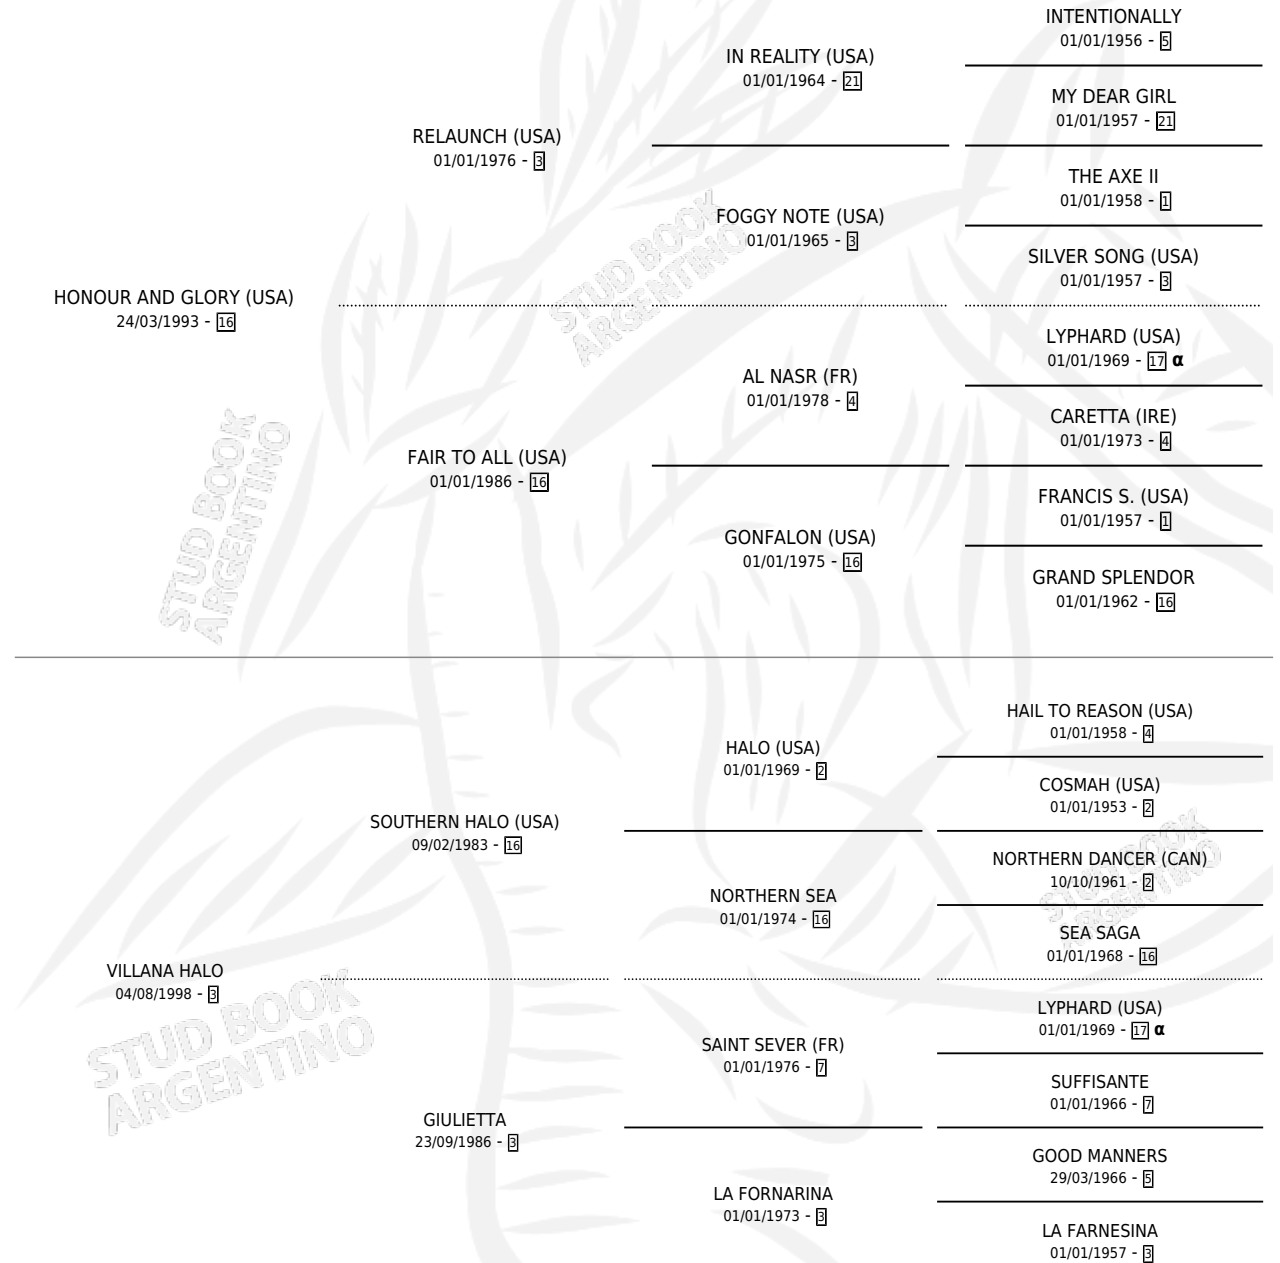 INTENTIONALLY
01/01/1956 - 5
IN REALITY (USA)
01/01/1964 - 21
MY DEAR GIRL
01/01/1957 - 21
RELAUNCH (USA)
01/01/1976 - 3
THE AXE II
01/01/1958 - 1
FOGGY NOTE (USA)
01/01/1965 - 3
SILVER SONG (USA)
01/01/1957 - 3
HONOUR AND GLORY (USA)
24/03/1993 - 16
LYPHARD (USA)
01/01/1969 - 17 α
AL NASR (FR)
01/01/1978 - 4
CARETTA (IRE)
01/01/1973 - 4
FAIR TO ALL (USA)
01/01/1986 - 16
FRANCIS S. (USA)
01/01/1957 - 1
GONFALON (USA)
01/01/1975 - 16
GRAND SPLENDOR
01/01/1962 - 16
HAIL TO REASON (USA)
01/01/1958 - 4
HALO (USA)
01/01/1969 - 2
COSMAH (USA)
01/01/1953 - 2
SOUTHERN HALO (USA)
09/02/1983 - 16
NORTHERN DANCER (CAN)
10/10/1961 - 2
NORTHERN SEA
01/01/1974 - 16
SEA SAGA
01/01/1968 - 16
VILLANA HALO
04/08/1998 - 3
LYPHARD (USA)
01/01/1969 - 17 α
SAINT SEVER (FR)
01/01/1976 - 7
SUFFISANTE
01/01/1966 - 7
GIULIETTA
23/09/1986 - 3
GOOD MANNERS
29/03/1966 - 5
LA FORNARINA
01/01/1973 - 3
LA FARNESINA
01/01/1957 - 3
STUD BOOK
ARGENTINO
STUD BOOK
ARGENTINO
STUD BOOK
ARGENTINO
STUD BOOK
ARGENTINO